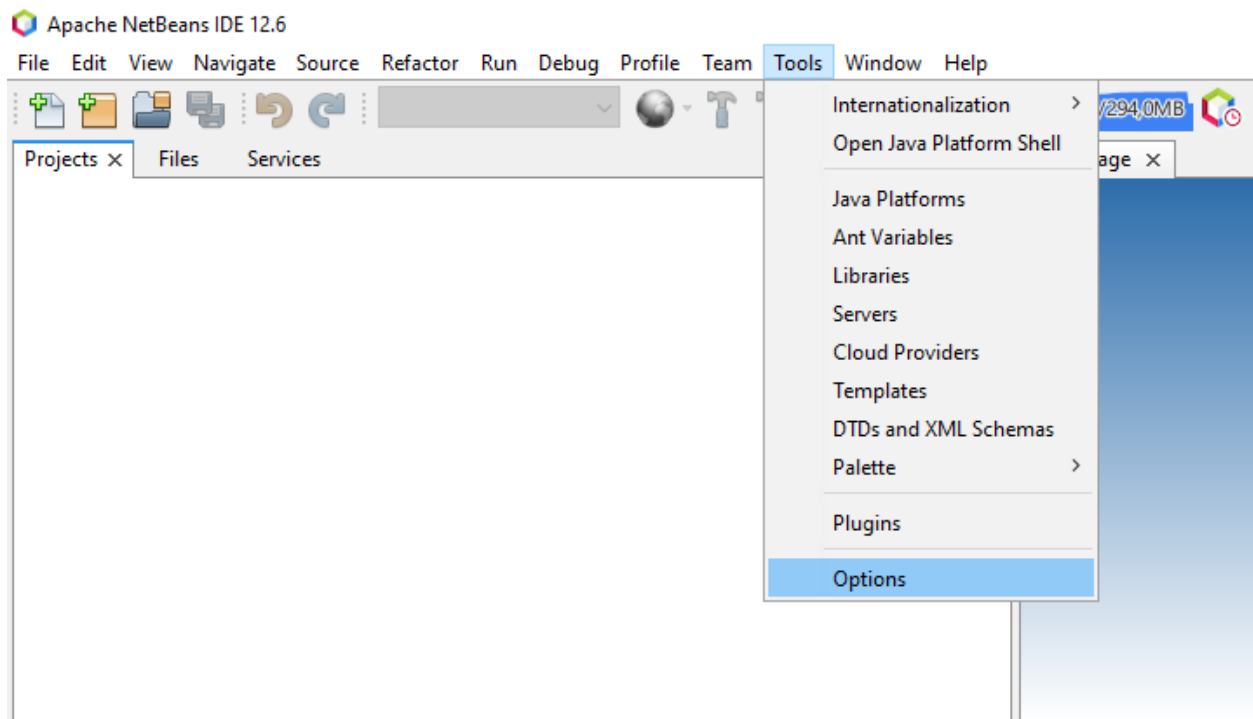 Apache NetBeans IDE 12.6
File Edit View Navigate Source Refactor Run Debug Profile Team Tools Window Help
/294,0MB
Projects Files Services
age
Internationalization
Open Java Platform Shell
Java Platforms
Ant Variables
Libraries
Servers
Cloud Providers
Templates
DTDs and XML Schemas
Palette
Plugins
Options